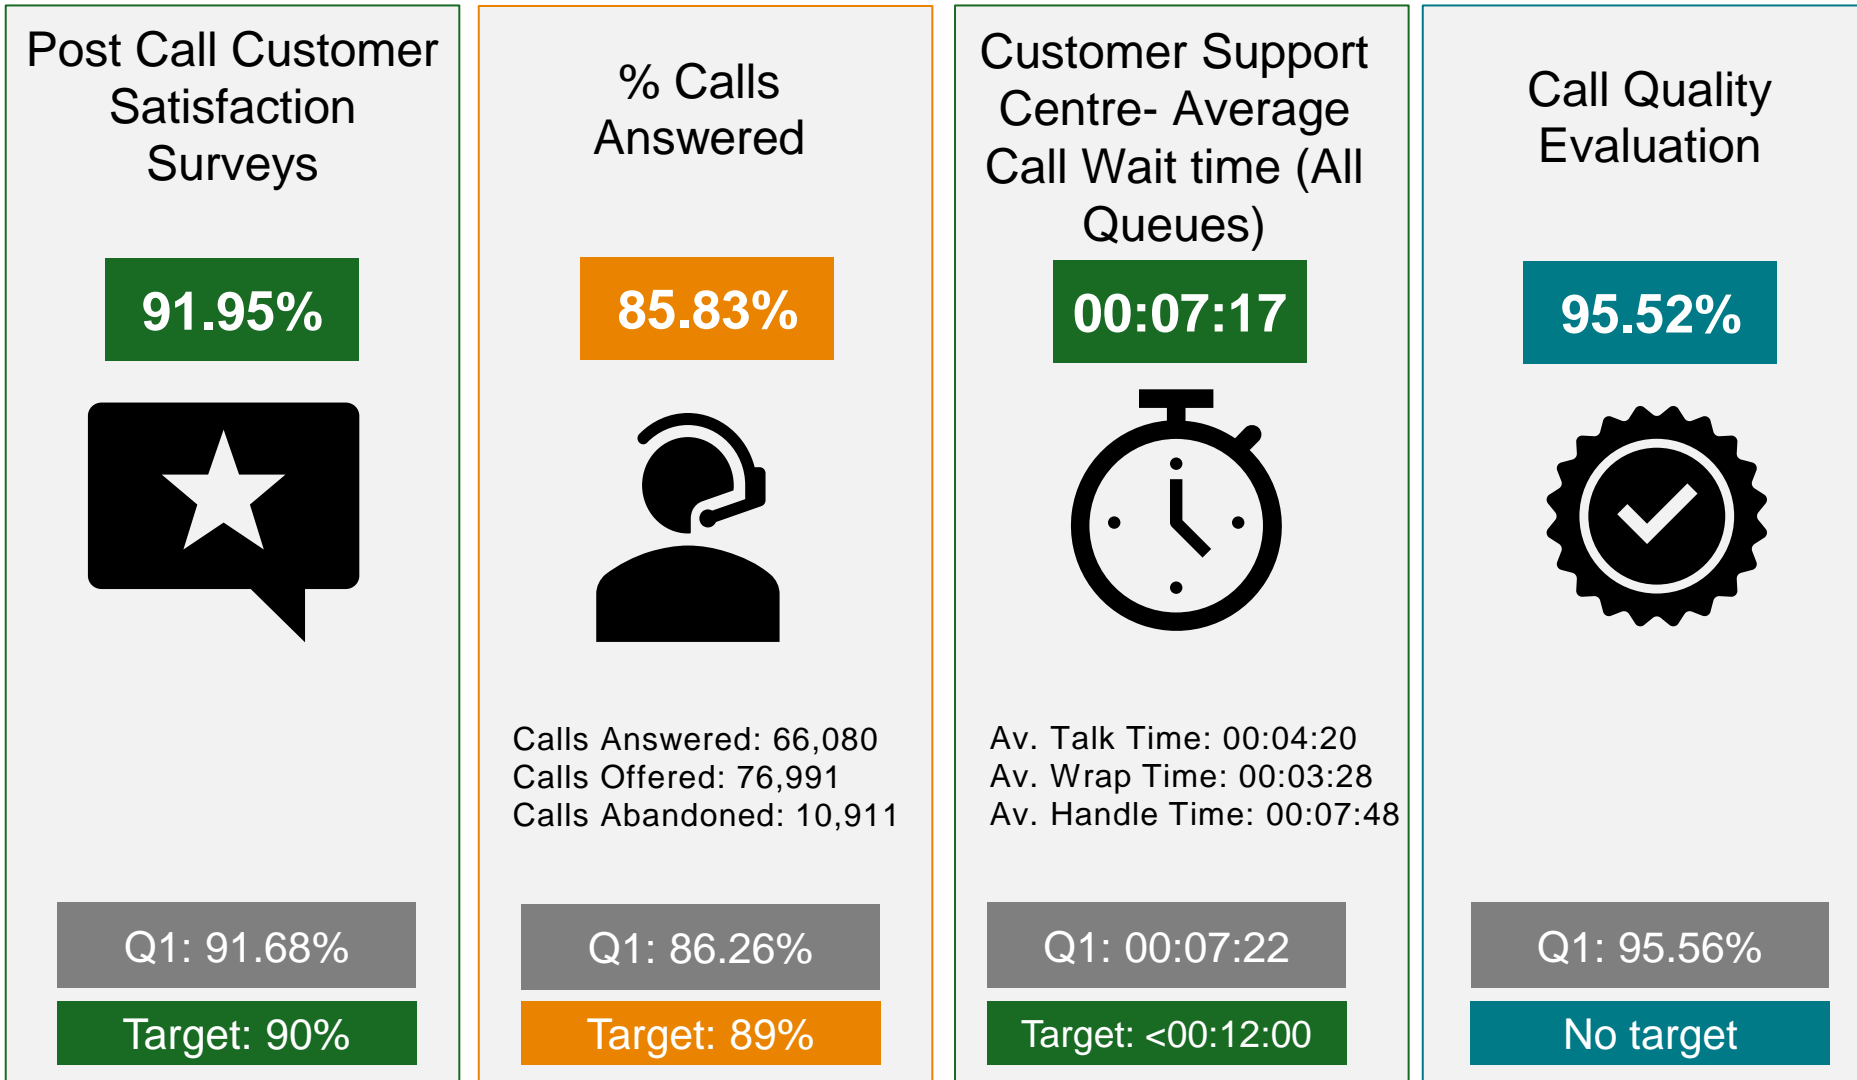 Post Call Customer
Satisfaction
Surveys
91.95%
Q1: 91.68%
Target: 90%
% Calls
Answered
85.83%
Calls Answered: 66,080
Calls Offered: 76,991
Calls Abandoned: 10,911
Q1: 86.26%
Target: 89%
Customer Support
Centre- Average
Call Wait time (All
Queues)
00:07:17
Av. Talk Time: 00:04:20
Av. Wrap Time: 00:03:28
Av. Handle Time: 00:07:48
Q1: 00:07:22
Target: <00:12:00
Call Quality
Evaluation
95.52%
Q1: 95.56%
No target